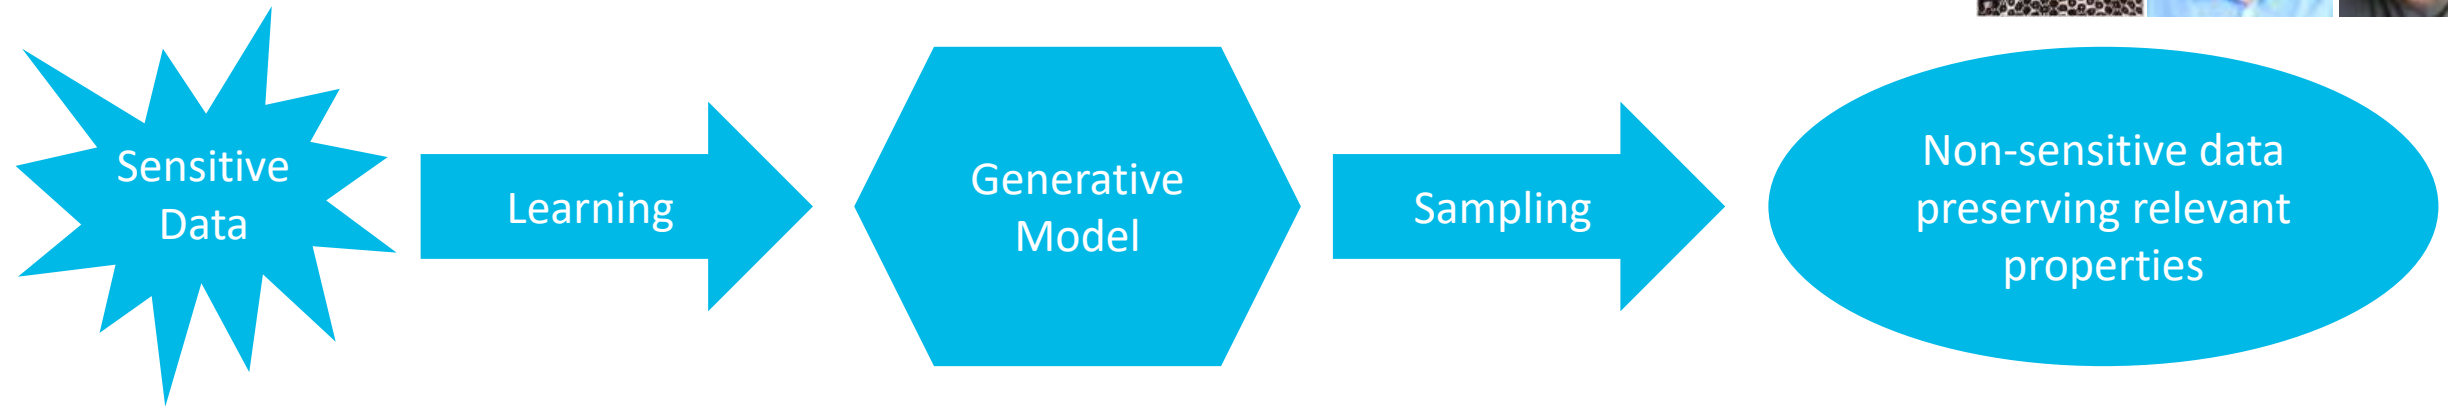 Sensitive
Data
Learning
Generative
Model
Sampling
Non-sensitive data
preserving relevant
properties